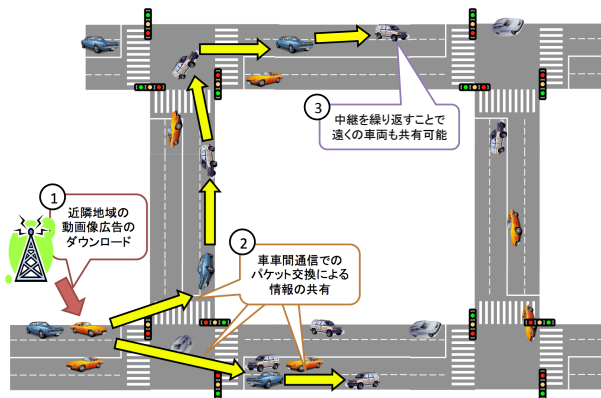 1
近隣地域の
動画像広告の
ダウンロード
2
車車間通信での
パケット交換による
情報の共有
3
中継を繰り返すことで
遠くの車両も共有可能